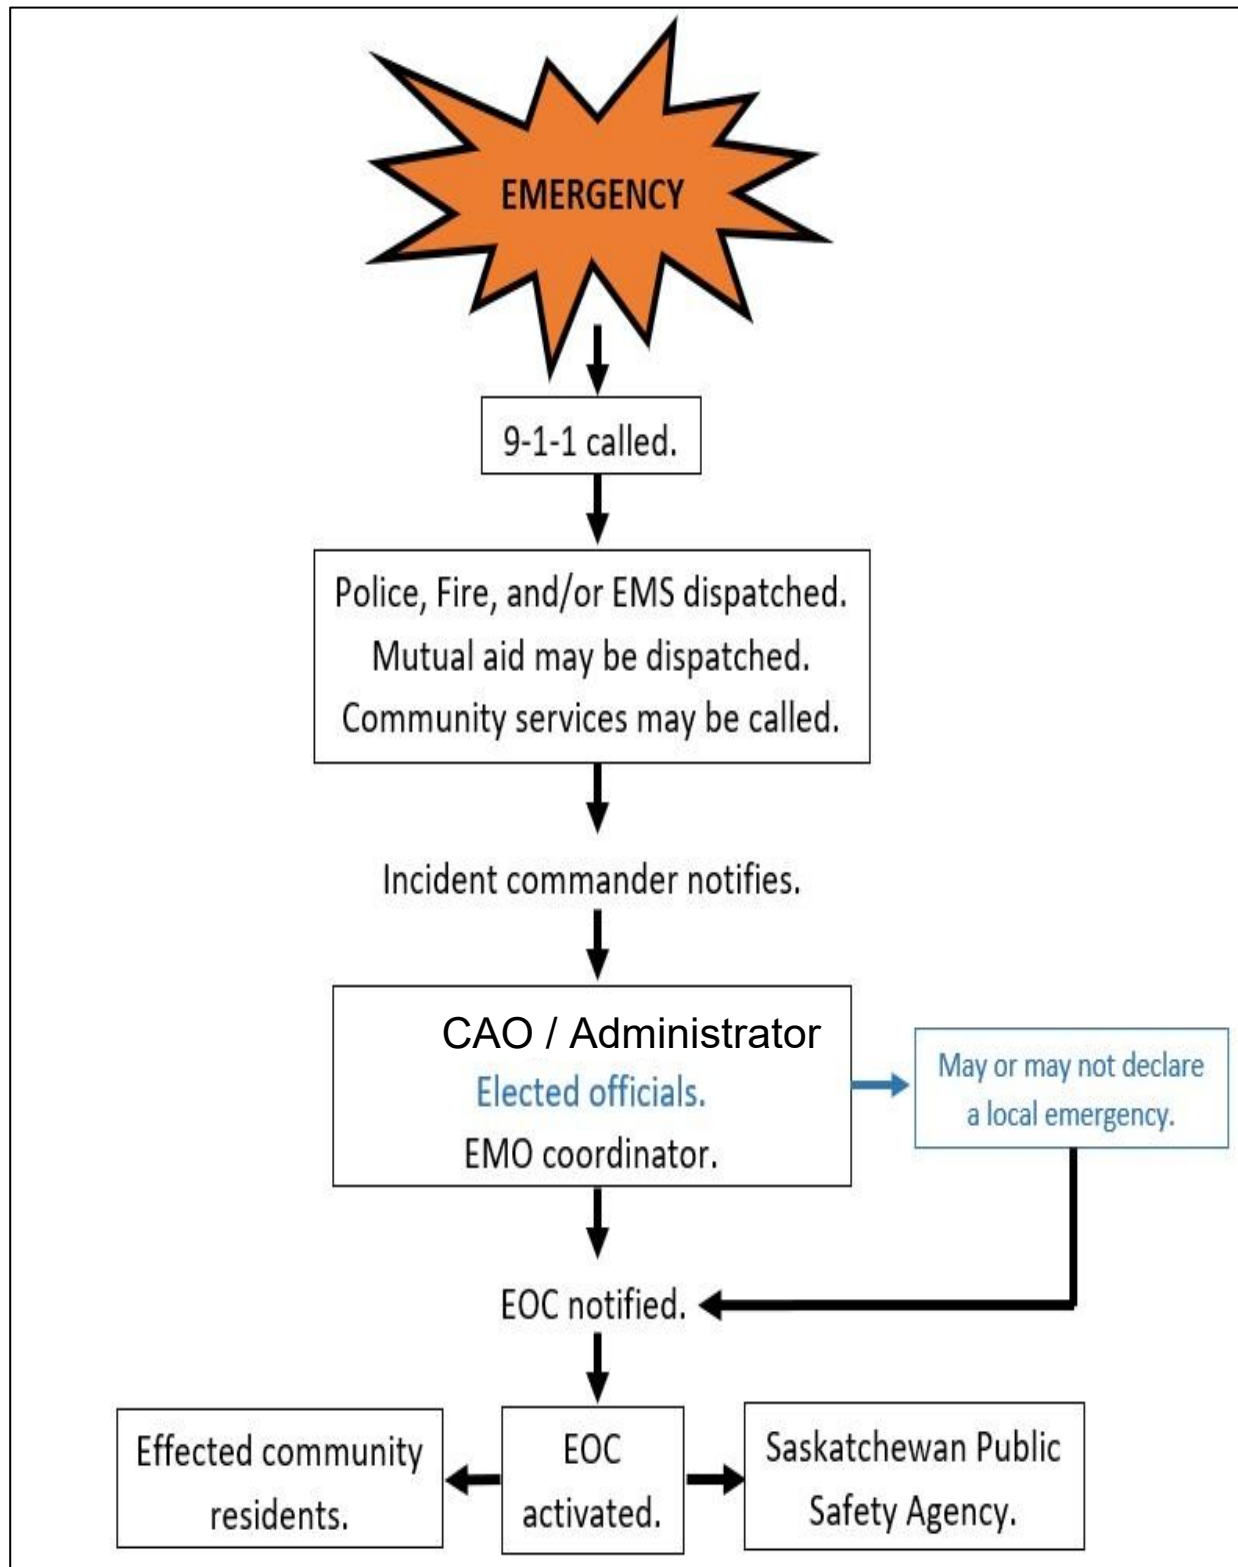 EMERGENCY
9-1-1 called.
Police, Fire, and/or EMS dispatched.
Mutual aid may be dispatched.
Community services may be called.
Incident commander notifies.
CAO / Administrator
Elected officials.
EMO coordinator.
May or may not declare
a local emergency.
EOC notified.
Effected community
residents.
EOC
activated.
Saskatchewan Public
Safety Agency.